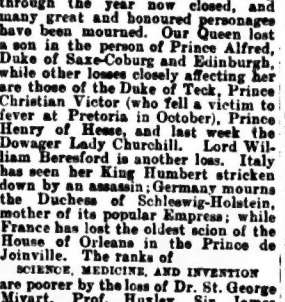 through the year now closed, and
many great and honoured personages
have been mourned. Our Queen lost
a son in the person of Prince Alfred,
Duke of Saxe-Coburg and Edinburgh,
while other losses closely affecting her
are those of the Duke of Teck, Prince
Christian Victor (who fell a victim to
fever at Pretoria in October), Prince
Henry of Hesse, and last week the
Dowager Lady Churchill. Lord Wil-
liam Beresford is another loss. Italy
has seen her King Humbert stricken
down by an assassin; Germany mourns
the Duchess of Schleswig-Holstein,
mother of its popular Empress; while
France has lost the oldest scion of the
House of Orleans in the Prince de
Joinville. The ranks of
SCIENCE, MEDICINE, AND INVENTION
are poorer by the loss of Dr. St. George
Mivart, Prof. Huxley, Sir James